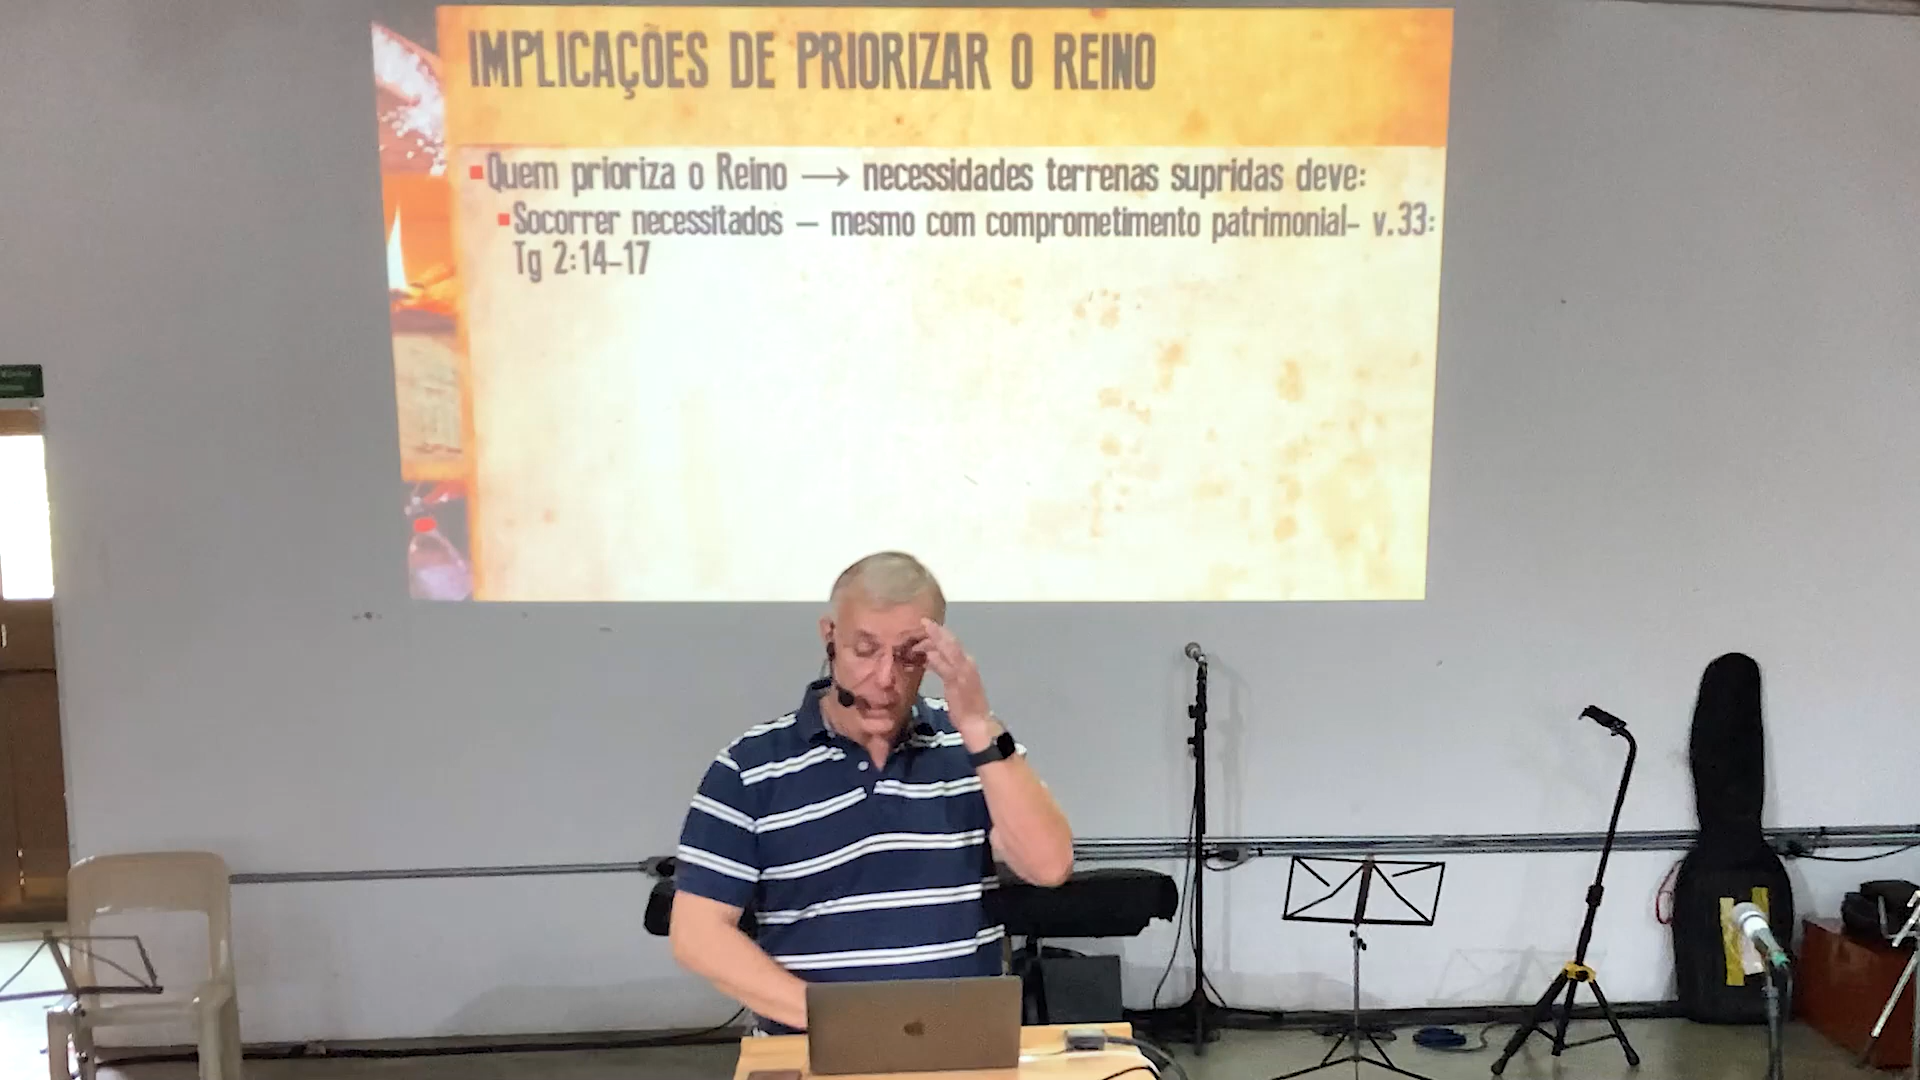 IMPLICAÇÕES DE PRIORIZAR O REINO
Quem prioriza o Reino → necessidades terrenas supridas deve:
Socorrer necessitados – mesmo com comprometimento patrimonial– v.33:
Tg 2:14-17